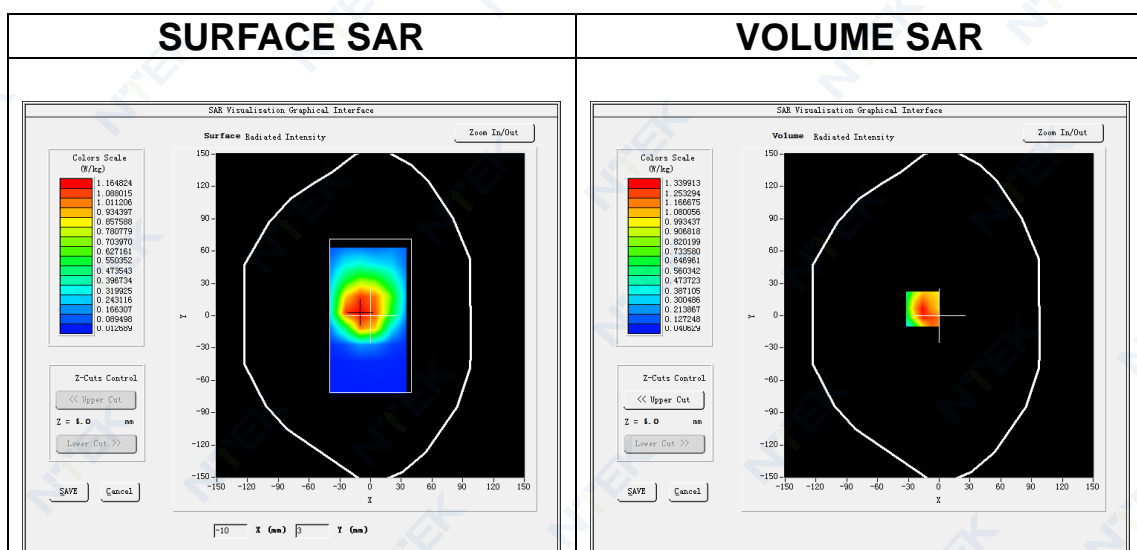 SURFACE SAR
VOLUME SAR
SAR Visualisation Graphical Interface
Surface Radiated Intensity
Zoom In/Out
Colors Scale
(W/kg)
1.164824
1.088015
1.011206
0.934397
0.857588
0.780779
0.703970
0.627161
0.550352
0.473543
0.396734
0.319925
0.243116
0.166307
0.089498
0.012689
Z-Cuts Control
<< Upper Cut
Z = 4.0 mm
Lower Cut >>
SAVE Cancel
150
120
90
60
30
0
-30
-60
-90
-120
-150
Y
-150 -120 -90 -60 -30 0 30 60 90 120 150
X
-10 X (mm) 3 Y (mm)
SAR Visualisation Graphical Interface
Volume Radiated Intensity
Zoom In/Out
Colors Scale
(W/kg)
1.339913
1.253294
1.166675
1.080056
0.993437
0.906818
0.820199
0.733580
0.646961
0.560342
0.473723
0.387105
0.300486
0.213867
0.127248
0.040629
Z-Cuts Control
<< Upper Cut
Z = 4.0 mm
Lower Cut >>
SAVE Cancel
150
120
90
60
30
0
-30
-60
-90
-120
-150
Y
-150 -120 -90 -60 -30 0 30 60 90 120 150
X
NTEK